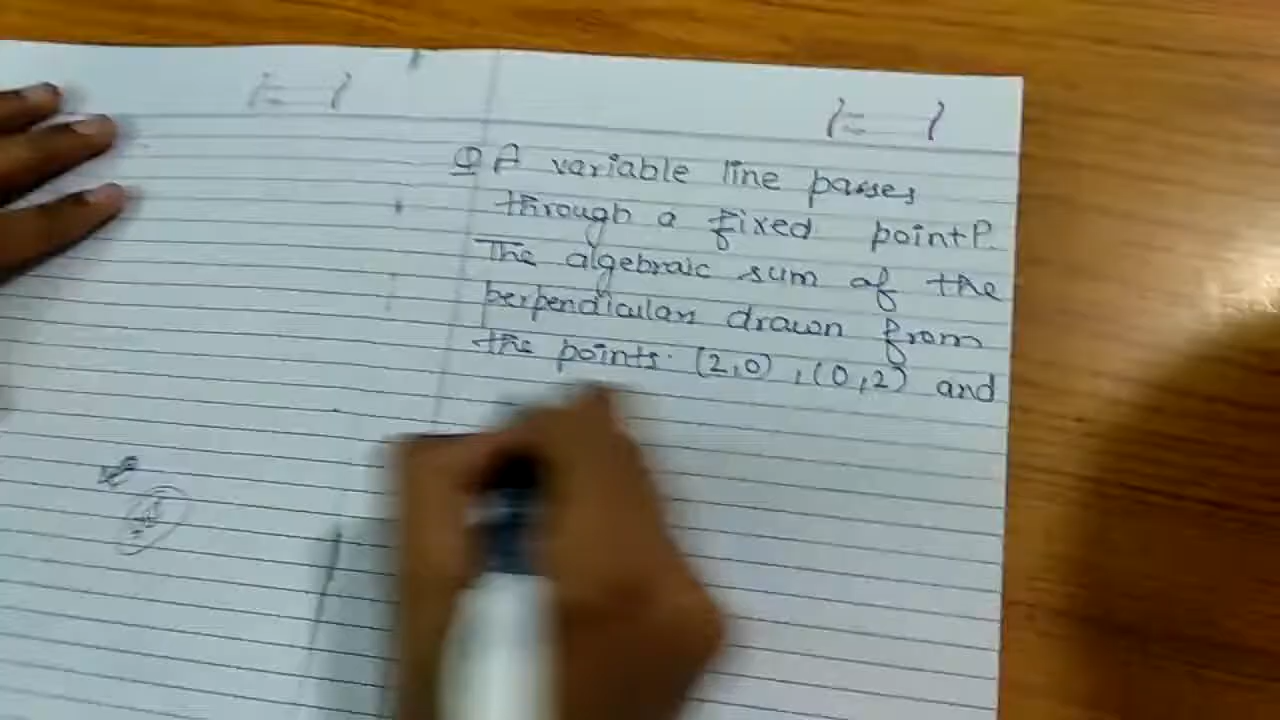 Q A variable line passes
through a fixed point P.
The algebraic sum of the
perpendiculars drawn from
the points (2,0), (0,2) and